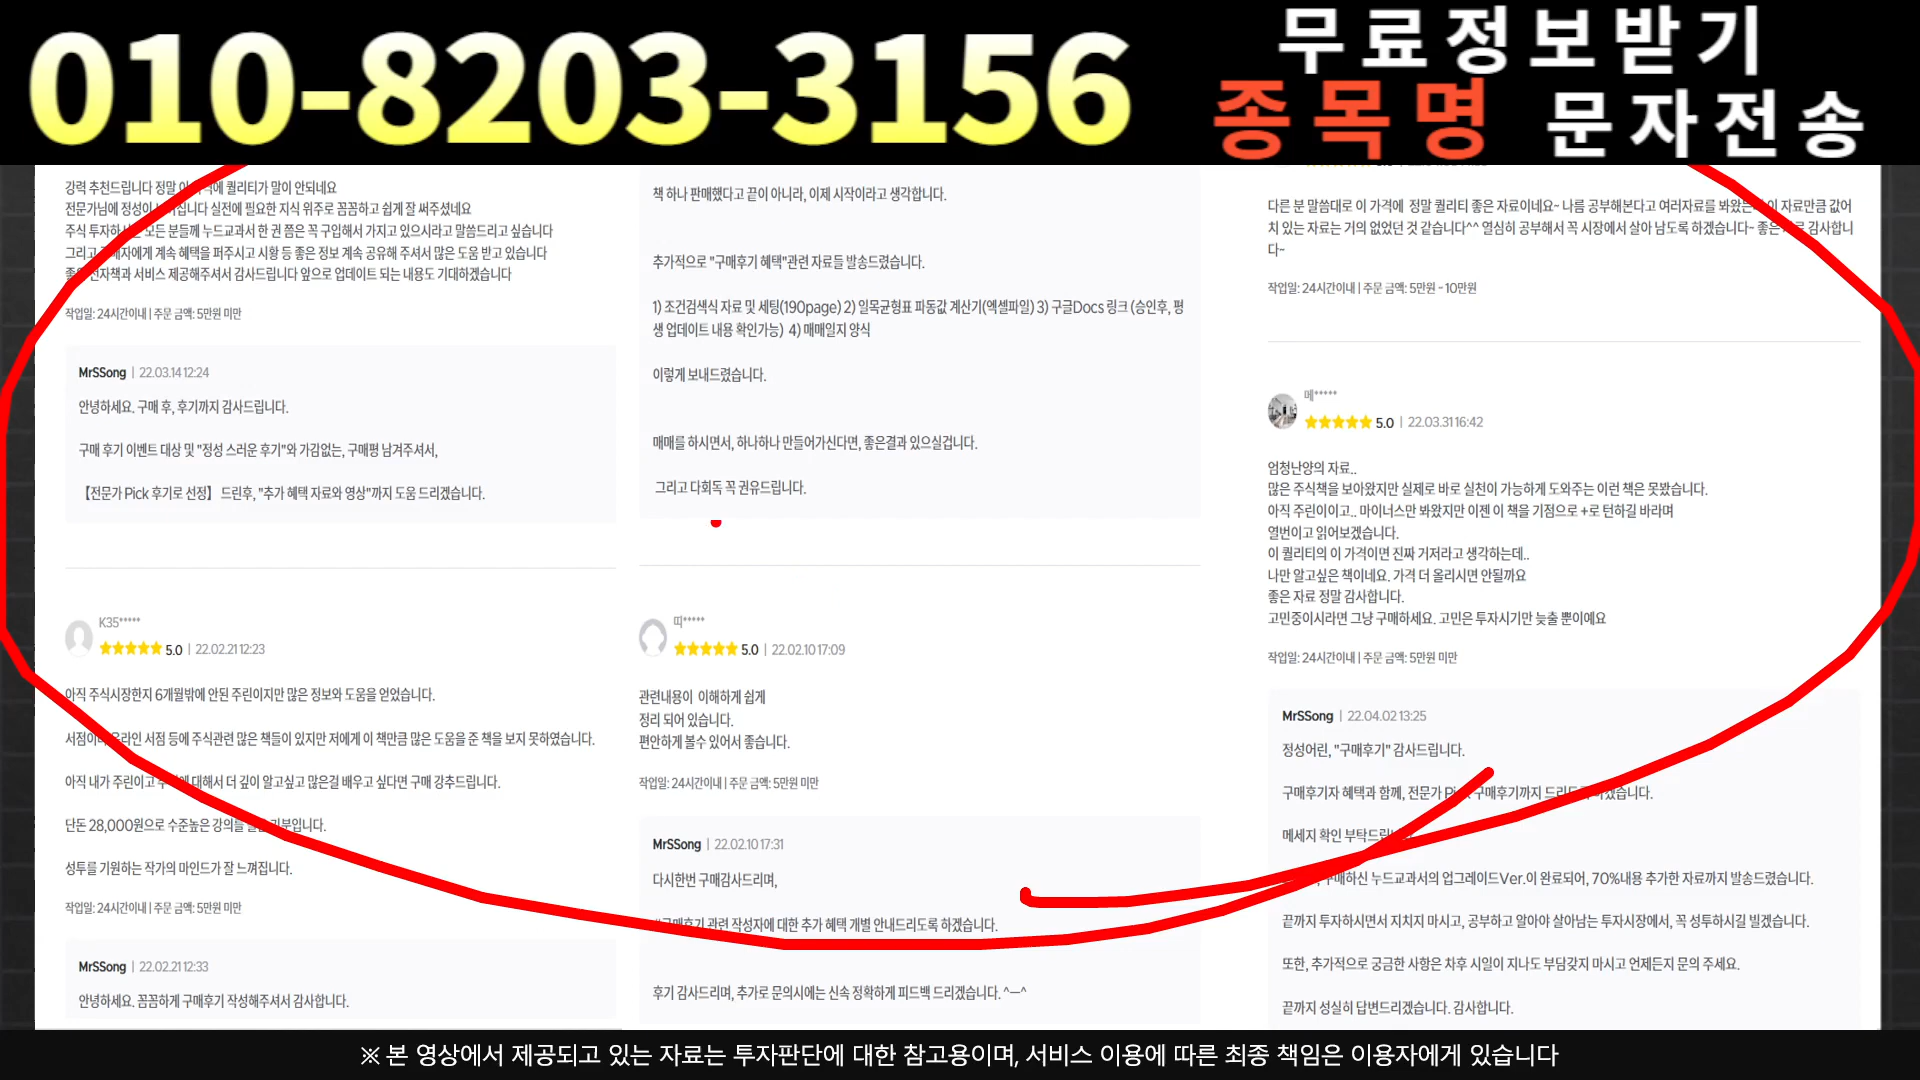 010-8203-3156
무료정보받기
종목명 문자전송
강력 추천드립니다 정말 이 에 퀄리티가 말이 안되네요
전문가님에 정성이 집니다 실전에 필요한 지식 위주로 꼼꼼하고 쉽게 잘 써주셨네요
주식 투자하 모든 분들께 누드교과서 한 권 쯤은 꼭 구입해서 가지고 있으시라고 말씀드리고 싶습니다
그리고 자에게 계속 혜택을 퍼주시고 시황 등 좋은 정보 계속 공유해 주셔서 많은 도움 받고 있습니다
좋은 전자책과 서비스 제공해주셔서 감사드립니다 앞으로 업데이트 되는 내용도 기대하겠습니다
작업일: 24시간이내 | 주문 금액: 5만원 미만
MrSSong | 22.03.14 12:24
안녕하세요. 구매 후, 후기까지 감사드립니다.
구매 후기 이벤트 대상 및 "정성 스러운 후기"와 가감없는, 구매평 남겨주셔서,
【전문가 Pick 후기로 선정】 드린후, "추가 혜택 자료와 영상"까지 도움 드리겠습니다.
K35*****
5.0 | 22.02.21 12:23
아직 주식시장한지 6개월밖에 안된 주린이지만 많은 정보와 도움을 얻었습니다.
서점이나 온라인 서점 등에 주식관련 많은 책들이 있지만 저에게 이 책만큼 많은 도움을 준 책을 보지 못하였습니다.
아직 내가 주린이고 주식에 대해서 더 깊이 알고싶고 많은걸 배우고 싶다면 구매 강추드립니다.
단돈 28,000원으로 수준높은 강의를 기분입니다.
성투를 기원하는 작가의 마인드가 잘 느껴집니다.
작업일: 24시간이내 | 주문 금액: 5만원 미만
MrSSong | 22.02.21 12:33
안녕하세요. 꼼꼼하게 구매후기 작성해주셔서 감사합니다.
책 하나 판매했다고 끝이 아니라, 이제 시작이라고 생각합니다.
추가적으로 "구매후기 혜택"관련 자료들 발송드렸습니다.
1) 조건검색식 자료 및 세팅(190page) 2) 일목균형표 파동값 계산기(엑셀파일) 3) 구글Docs 링크 (승인후, 평
생 업데이트 내용 확인가능) 4) 매매일지 양식
이렇게 보내드렸습니다.
매매를 하시면서, 하나하나 만들어가신다면, 좋은결과 있으실겁니다.
그리고 다회독 꼭 권유드립니다.
띠*****
5.0 | 22.02.10 17:09
관련내용이 이해하게 쉽게
정리 되어 있습니다.
편안하게 볼수 있어서 좋습니다.
작업일: 24시간이내 | 주문 금액: 5만원 미만
MrSSong | 22.02.10 17:31
다시한번 구매감사드리며,
"구매후기 관련 작성자에 대한 추가 혜택 개별 안내드리도록 하겠습니다.
후기 감사드리며, 추가로 문의시에는 신속 정확하게 피드백 드리겠습니다. ^ㅡ^
다른 분 말씀대로 이 가격에 정말 퀄리티 좋은 자료이네요~ 나름 공부해본다고 여러자료를 봐왔는데 이 자료만큼 값어
치 있는 자료는 거의 없었던 것 같습니다^^ 열심히 공부해서 꼭 시장에서 살아 남도록 하겠습니다~ 좋은 자료 감사합니
다~
작업일: 24시간이내 | 주문 금액: 5만원 ~ 10만원
메*****
5.0 | 22.03.31 16:42
엄청난양의 자료..
많은 주식책을 보아왔지만 실제로 바로 실천이 가능하게 도와주는 이런 책은 못봤습니다.
아직 주린이이고.. 마이너스만 봐왔지만 이젠 이 책을 기점으로 +로 턴하길 바라며
열번이고 읽어보겠습니다.
이 퀄리티의 이 가격이면 진짜 거저라고 생각하는데..
나만 알고싶은 책이네요. 가격 더 올리시면 안될까요
좋은 자료 정말 감사합니다.
고민중이시라면 그냥 구매하세요. 고민은 투자시기만 늦출 뿐이예요
작업일: 24시간이내 | 주문 금액: 5만원 미만
MrSSong | 22.04.02 13:25
정성어린, "구매후기" 감사드립니다.
구매후기자 혜택과 함께, 전문가 Pick 구매후기까지 드리도록 하겠습니다.
메세지 확인 부탁드립니다.
구매하신 누드교과서의 업그레이드Ver.이 완료되어, 70%내용 추가한 자료까지 발송드렸습니다.
끝까지 투자하시면서 지치지 마시고, 공부하고 알아야 살아남는 투자시장에서, 꼭 성투하시길 빌겠습니다.
또한, 추가적으로 궁금한 사항은 차후 시일이 지나도 부담갖지 마시고 언제든지 문의 주세요.
끝까지 성실히 답변드리겠습니다. 감사합니다.
※ 본 영상에서 제공되고 있는 자료는 투자판단에 대한 참고용이며, 서비스 이용에 따른 최종 책임은 이용자에게 있습니다